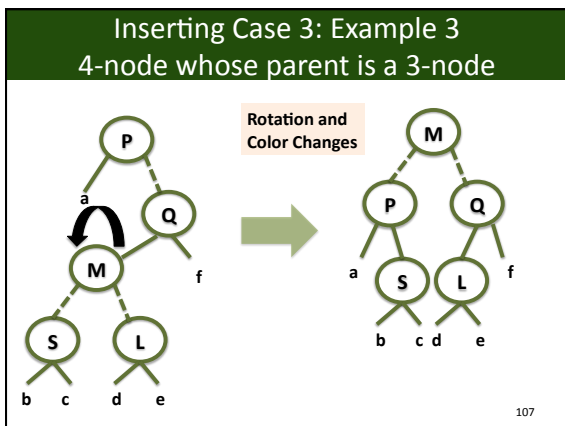 Inserting Case 3: Example 3
4-node whose parent is a 3-node
Rotation and
Color Changes
P
a
Q
M
f
S
L
b c d e
M
P Q
a f
S L
b c d e
107